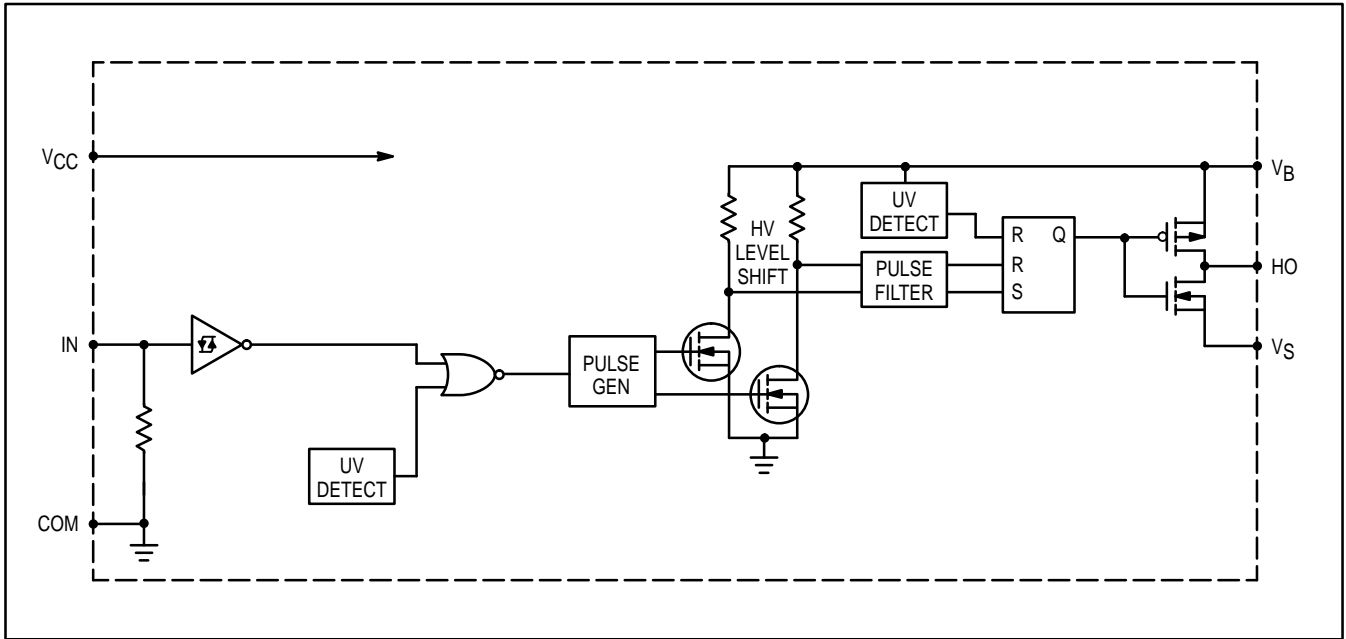 VCC
VB
UV
DETECT
HV
LEVEL
SHIFT
R Q
R
S
PULSE
FILTER
HO
IN
VS
PULSE
GEN
UV
DETECT
COM